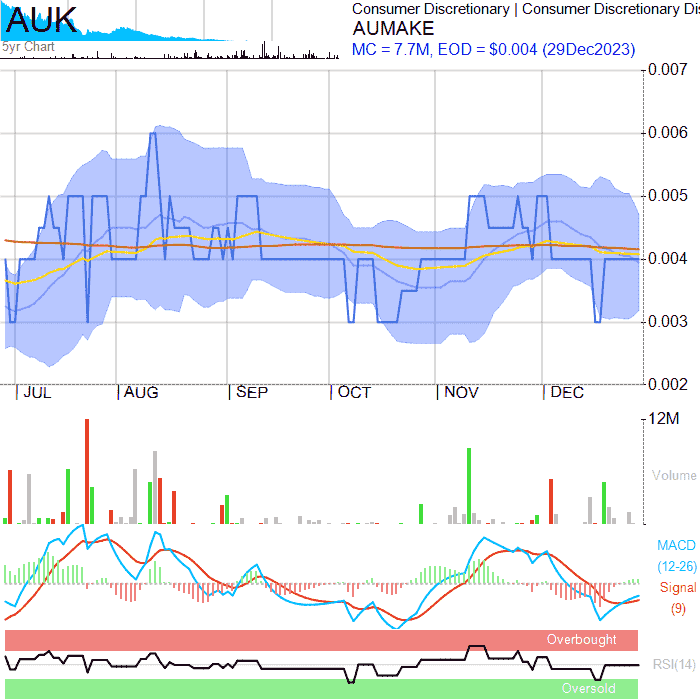 AUK
5yr Chart
Consumer Discretionary | Consumer Discretionary Dis
AUMAKE
MC = 7.7M, EOD = $0.004 (29Dec2023)
0.007
0.006
0.005
0.004
0.003
0.002
JUL AUG SEP OCT NOV DEC
12M
Volume
MACD
(12-26)
Signal
(9)
Overbought
RSI(14)
Oversold